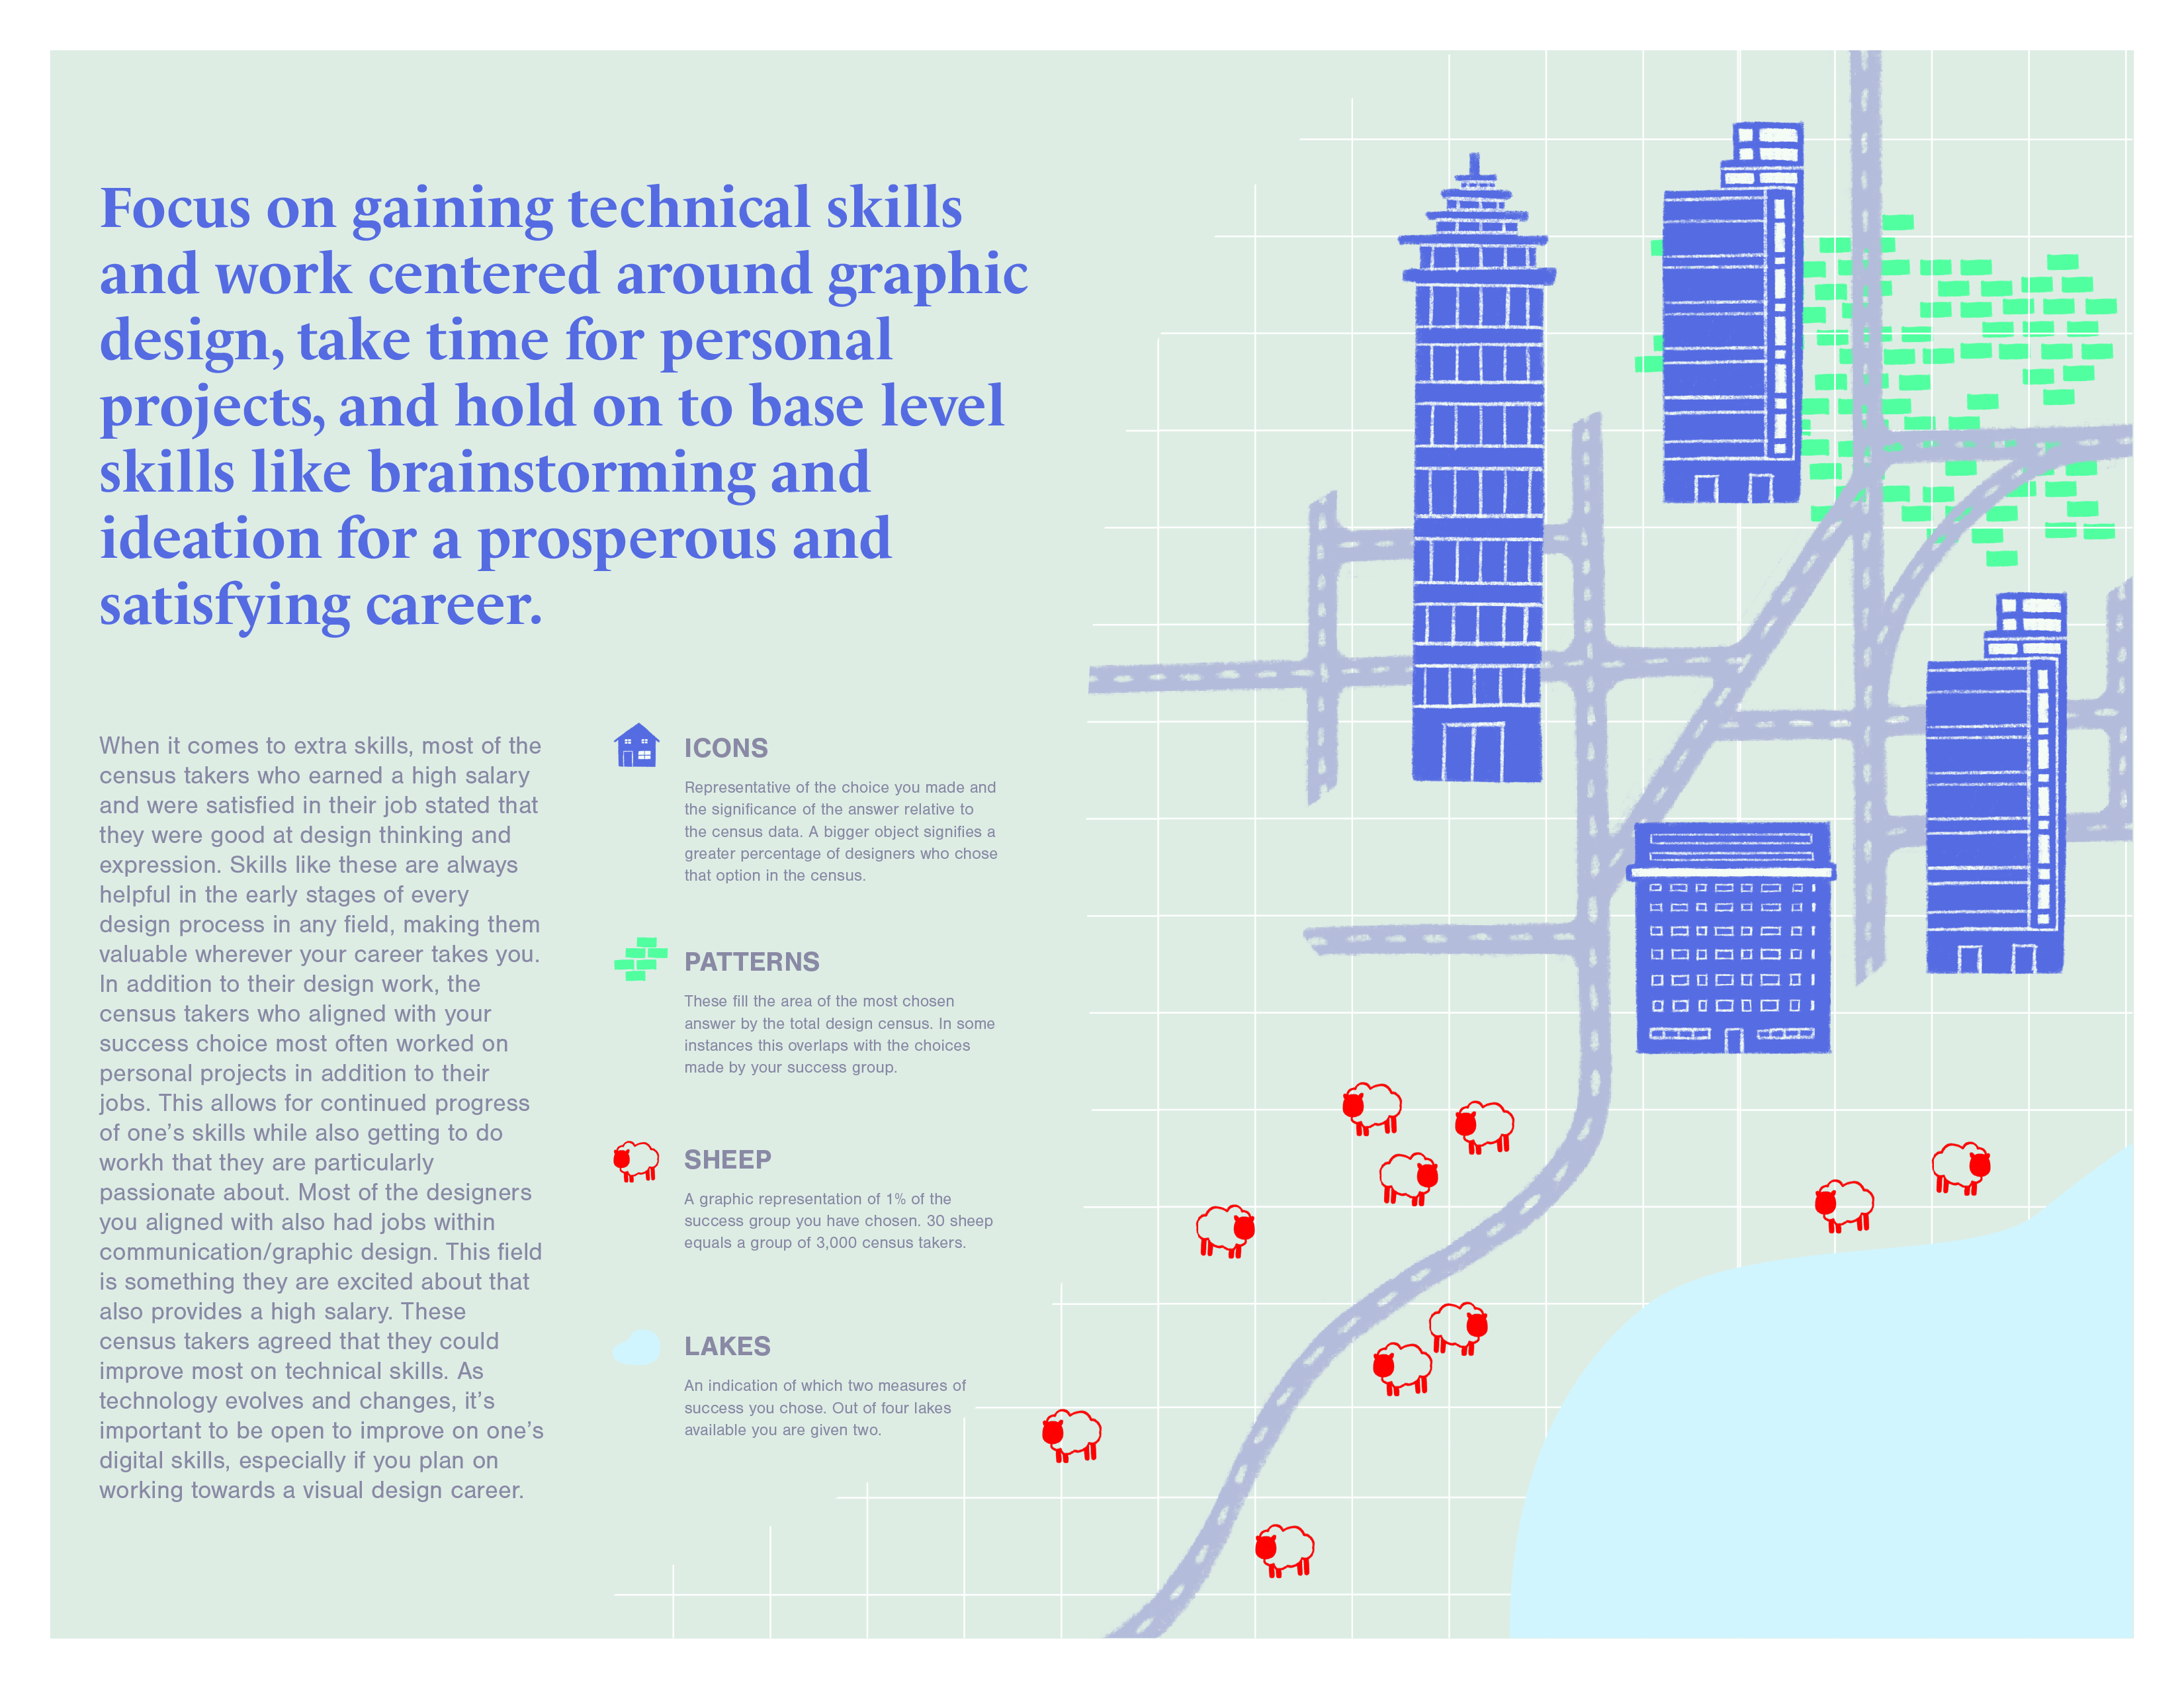 Focus on gaining technical skills
and work centered around graphic
design, take time for personal
projects, and hold on to base level
skills like brainstorming and
ideation for a prosperous and
satisfying career.
When it comes to extra skills, most of the
census takers who earned a high salary
and were satisfied in their job stated that
they were good at design thinking and
expression. Skills like these are always
helpful in the early stages of every
design process in any field, making them
valuable wherever your career takes you.
In addition to their design work, the
census takers who aligned with your
success choice most often worked on
personal projects in addition to their
jobs. This allows for continued progress
of one’s skills while also getting to do
workh that they are particularly
passionate about. Most of the designers
you aligned with also had jobs within
communication/graphic design. This field
is something they are excited about that
also provides a high salary. These
census takers agreed that they could
improve most on technical skills. As
technology evolves and changes, it’s
important to be open to improve on one’s
digital skills, especially if you plan on
working towards a visual design career.
ICONS
Representative of the choice you made and
the significance of the answer relative to
the census data. A bigger object signifies a
greater percentage of designers who chose
that option in the census.
PATTERNS
These fill the area of the most chosen
answer by the total design census. In some
instances this overlaps with the choices
made by your success group.
SHEEP
A graphic representation of 1% of the
success group you have chosen. 30 sheep
equals a group of 3,000 census takers.
LAKES
An indication of which two measures of
success you chose. Out of four lakes
available you are given two.